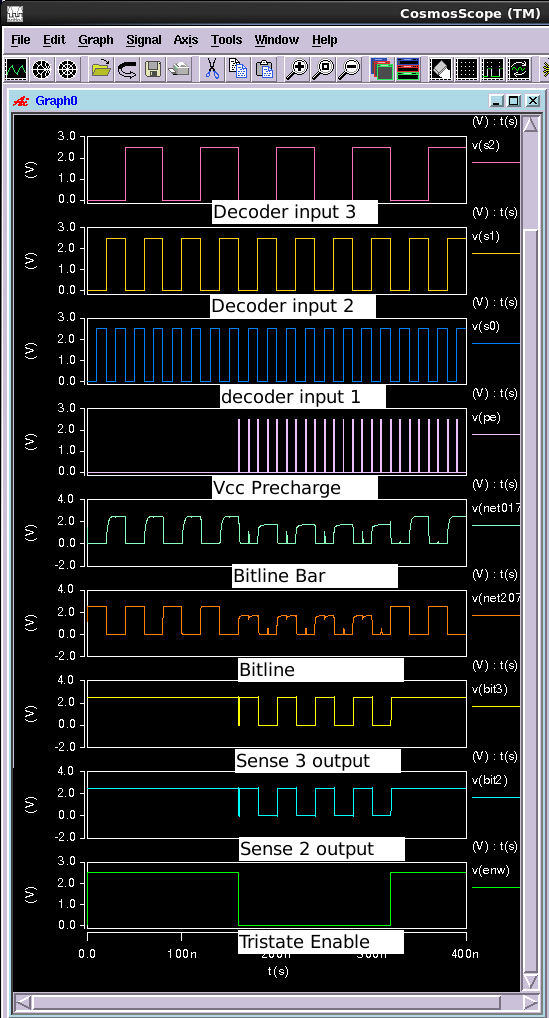 CosmosScope (TM)
File Edit Graph Signal Axis Tools Window Help
Graph0
(V) : t(s)
3.0
2.0
1.0
0.0
(V)
v(s2)
Decoder input 3
(V) : t(s)
3.0
2.0
1.0
0.0
(V)
v(s1)
Decoder input 2
(V) : t(s)
3.0
2.0
1.0
0.0
(V)
v(s0)
decoder input 1
(V) : t(s)
3.0
2.0
1.0
0.0
(V)
v(pe)
Vcc Precharge
(V) : t(s)
4.0
2.0
0.0
-2.0
(V)
v(net017
Bitline Bar
(V) : t(s)
4.0
2.0
0.0
-2.0
(V)
v(net207
Bitline
(V) : t(s)
4.0
2.0
0.0
-2.0
(V)
v(bit3)
Sense 3 output
(V) : t(s)
4.0
2.0
0.0
-2.0
(V)
v(bit2)
Sense 2 output
(V) : t(s)
3.0
2.0
1.0
0.0
(V)
v(enw)
Tristate Enable
0.0 100n 200n 300n 400n
t(s)